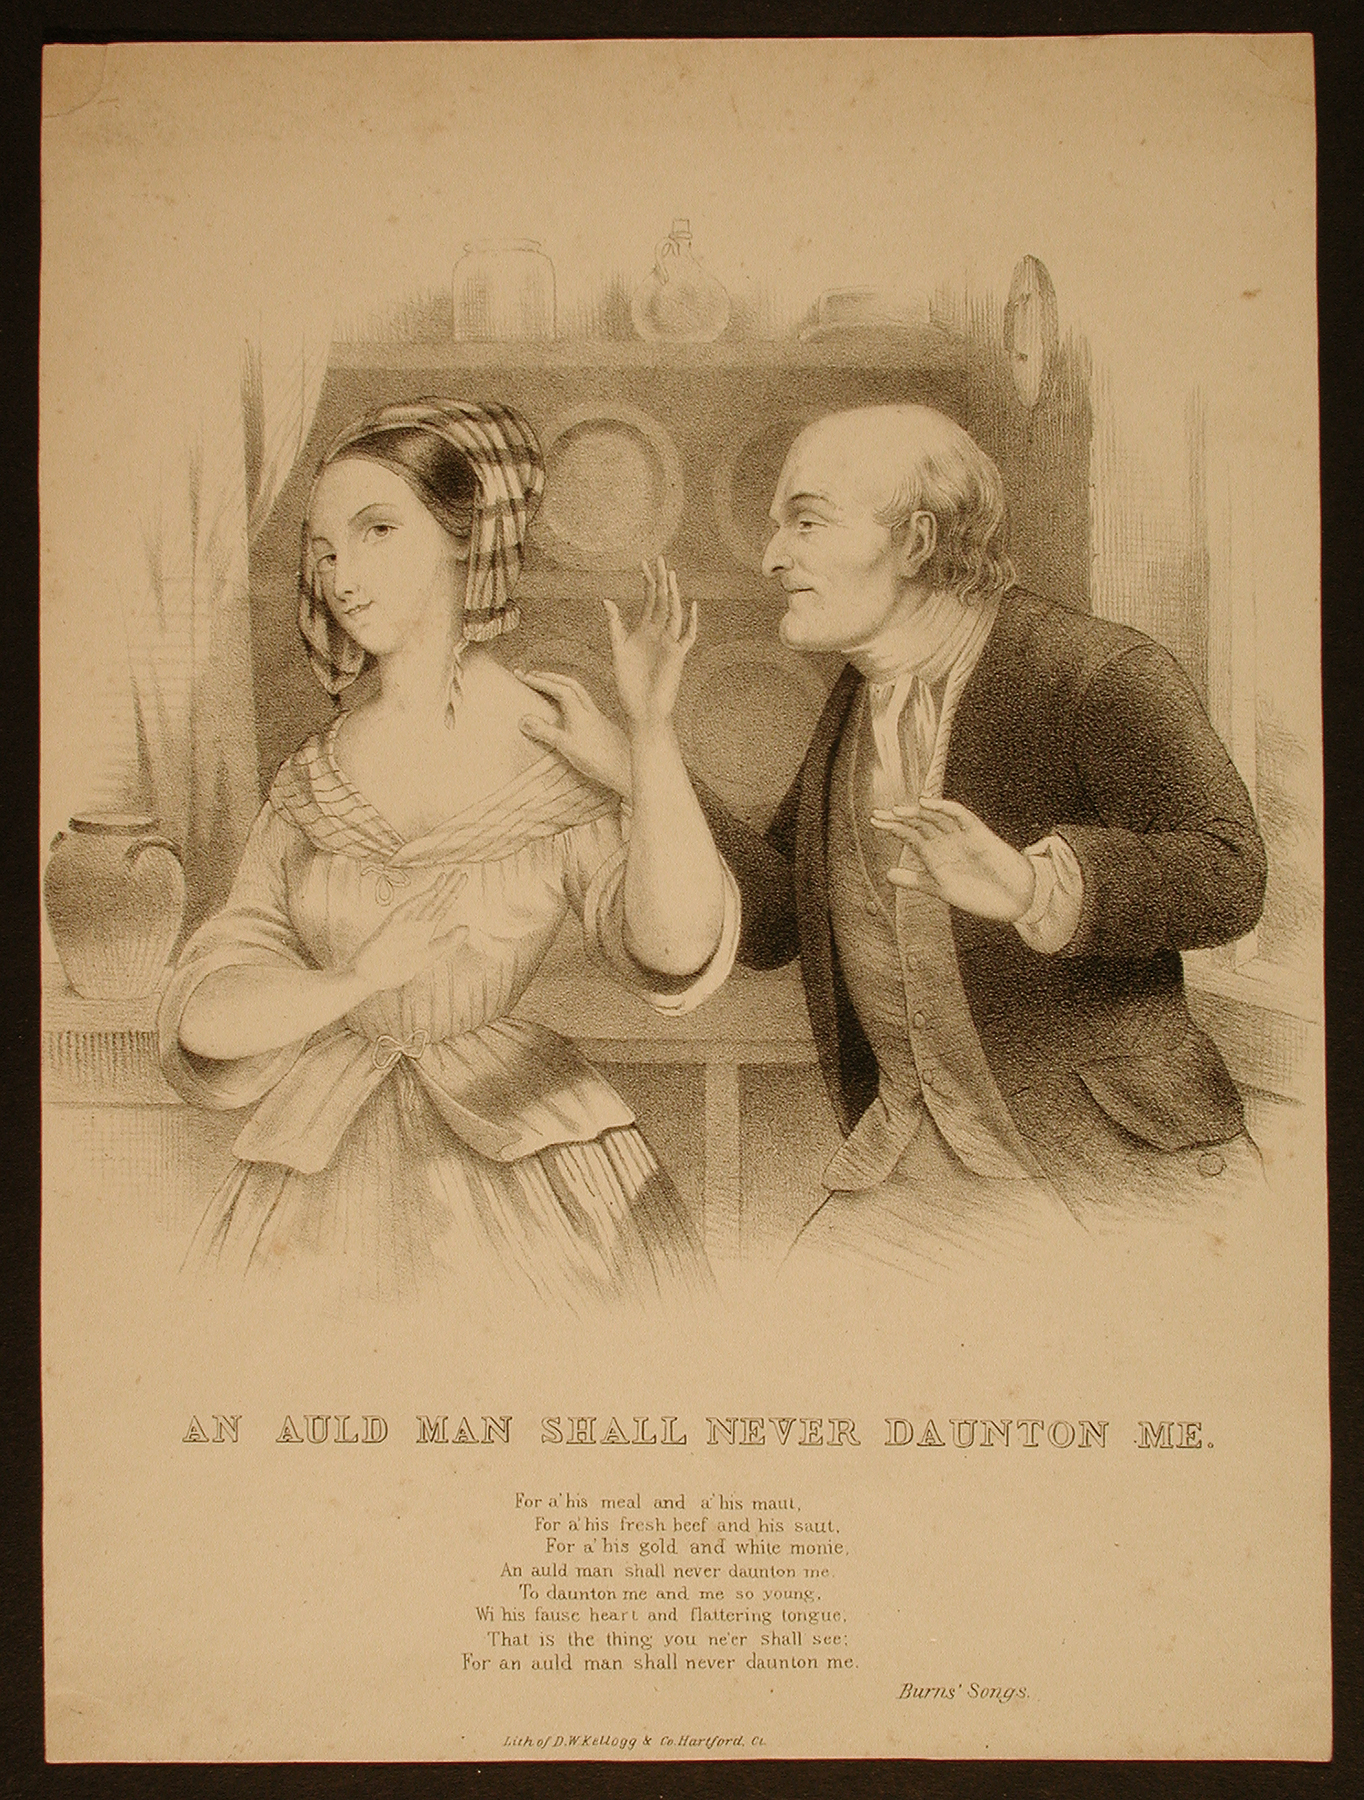 AN AULD MAN SHALL NEVER DAUNTON ME.
For a' his meal and a' his maut,
For a' his fresh beef and his saut,
For a' his gold and white monie,
An auld man shall never daunton me.
To daunton me and me so young,
Wi his fause heart and flattering tongue,
That is the thing you ne'er shall see;
For an auld man shall never daunton me.
Burns' Songs.
Lith of D.W. Kellogg & Co. Hartford, Ct.